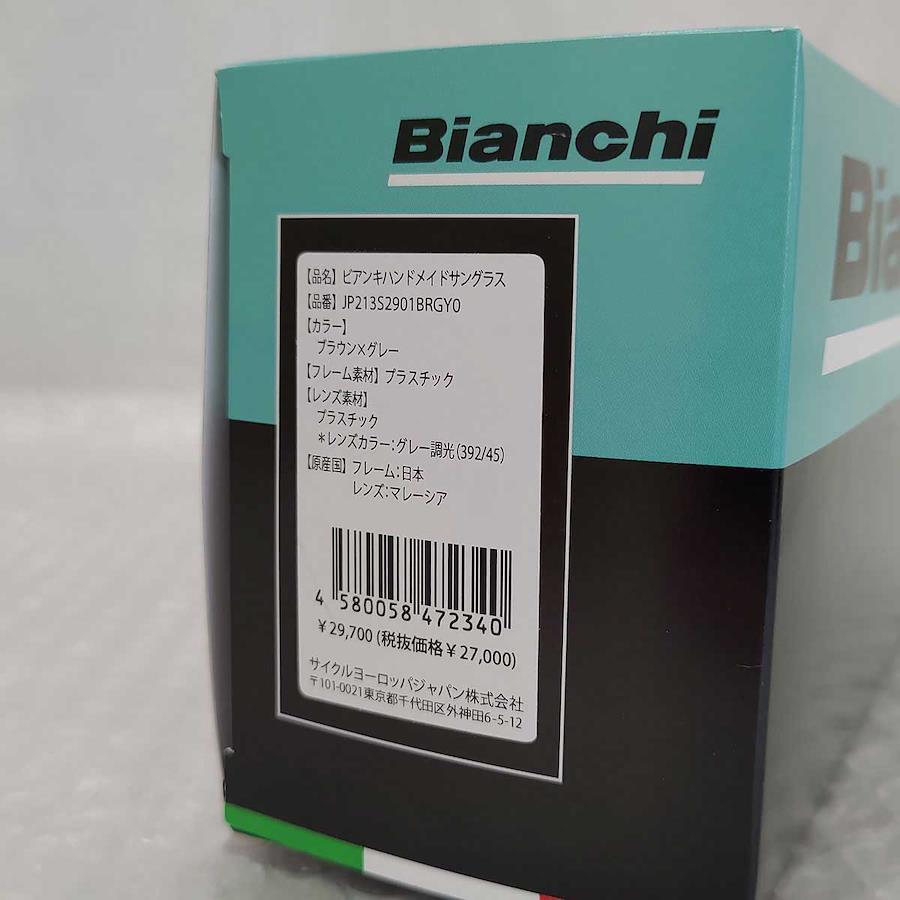 Bianchi
【品名】ビアンキハンドメイドサングラス
【品番】JP213S2901BRGY0
【カラー】
ブラウン×グレー
【フレーム素材】プラスチック
【レンズ素材】
プラスチック
＊レンズカラー:グレー調光(392/45)
【原産国】フレーム:日本
レンズ:マレーシア
4 580058 472340
￥29,700 (税抜価格￥27,000)
サイクルヨーロッパジャパン株式会社
〒101-0021東京都千代田区外神田6-5-12
Bia